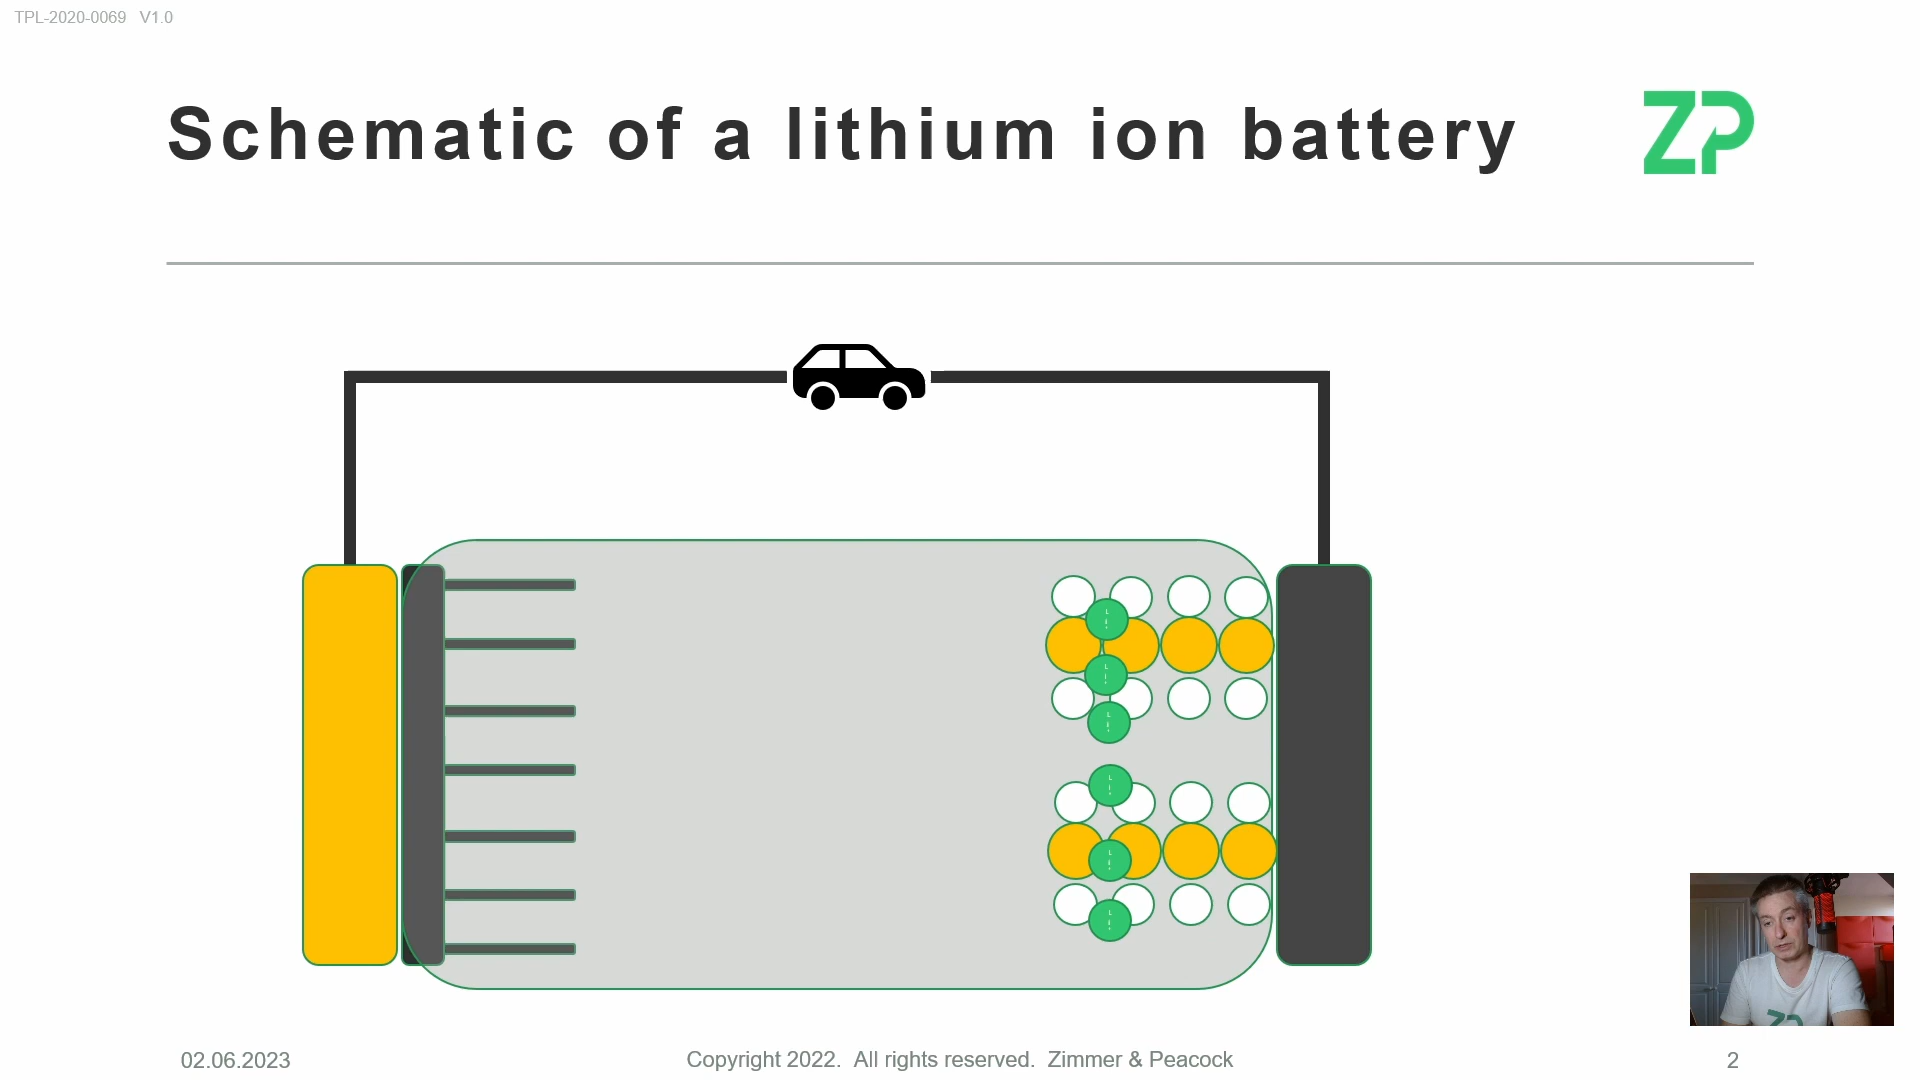 TPL-2020-0069 V1.0
Schematic of a lithium ion battery
ZP
02.06.2023
Copyright 2022. All rights reserved. Zimmer & Peacock
2